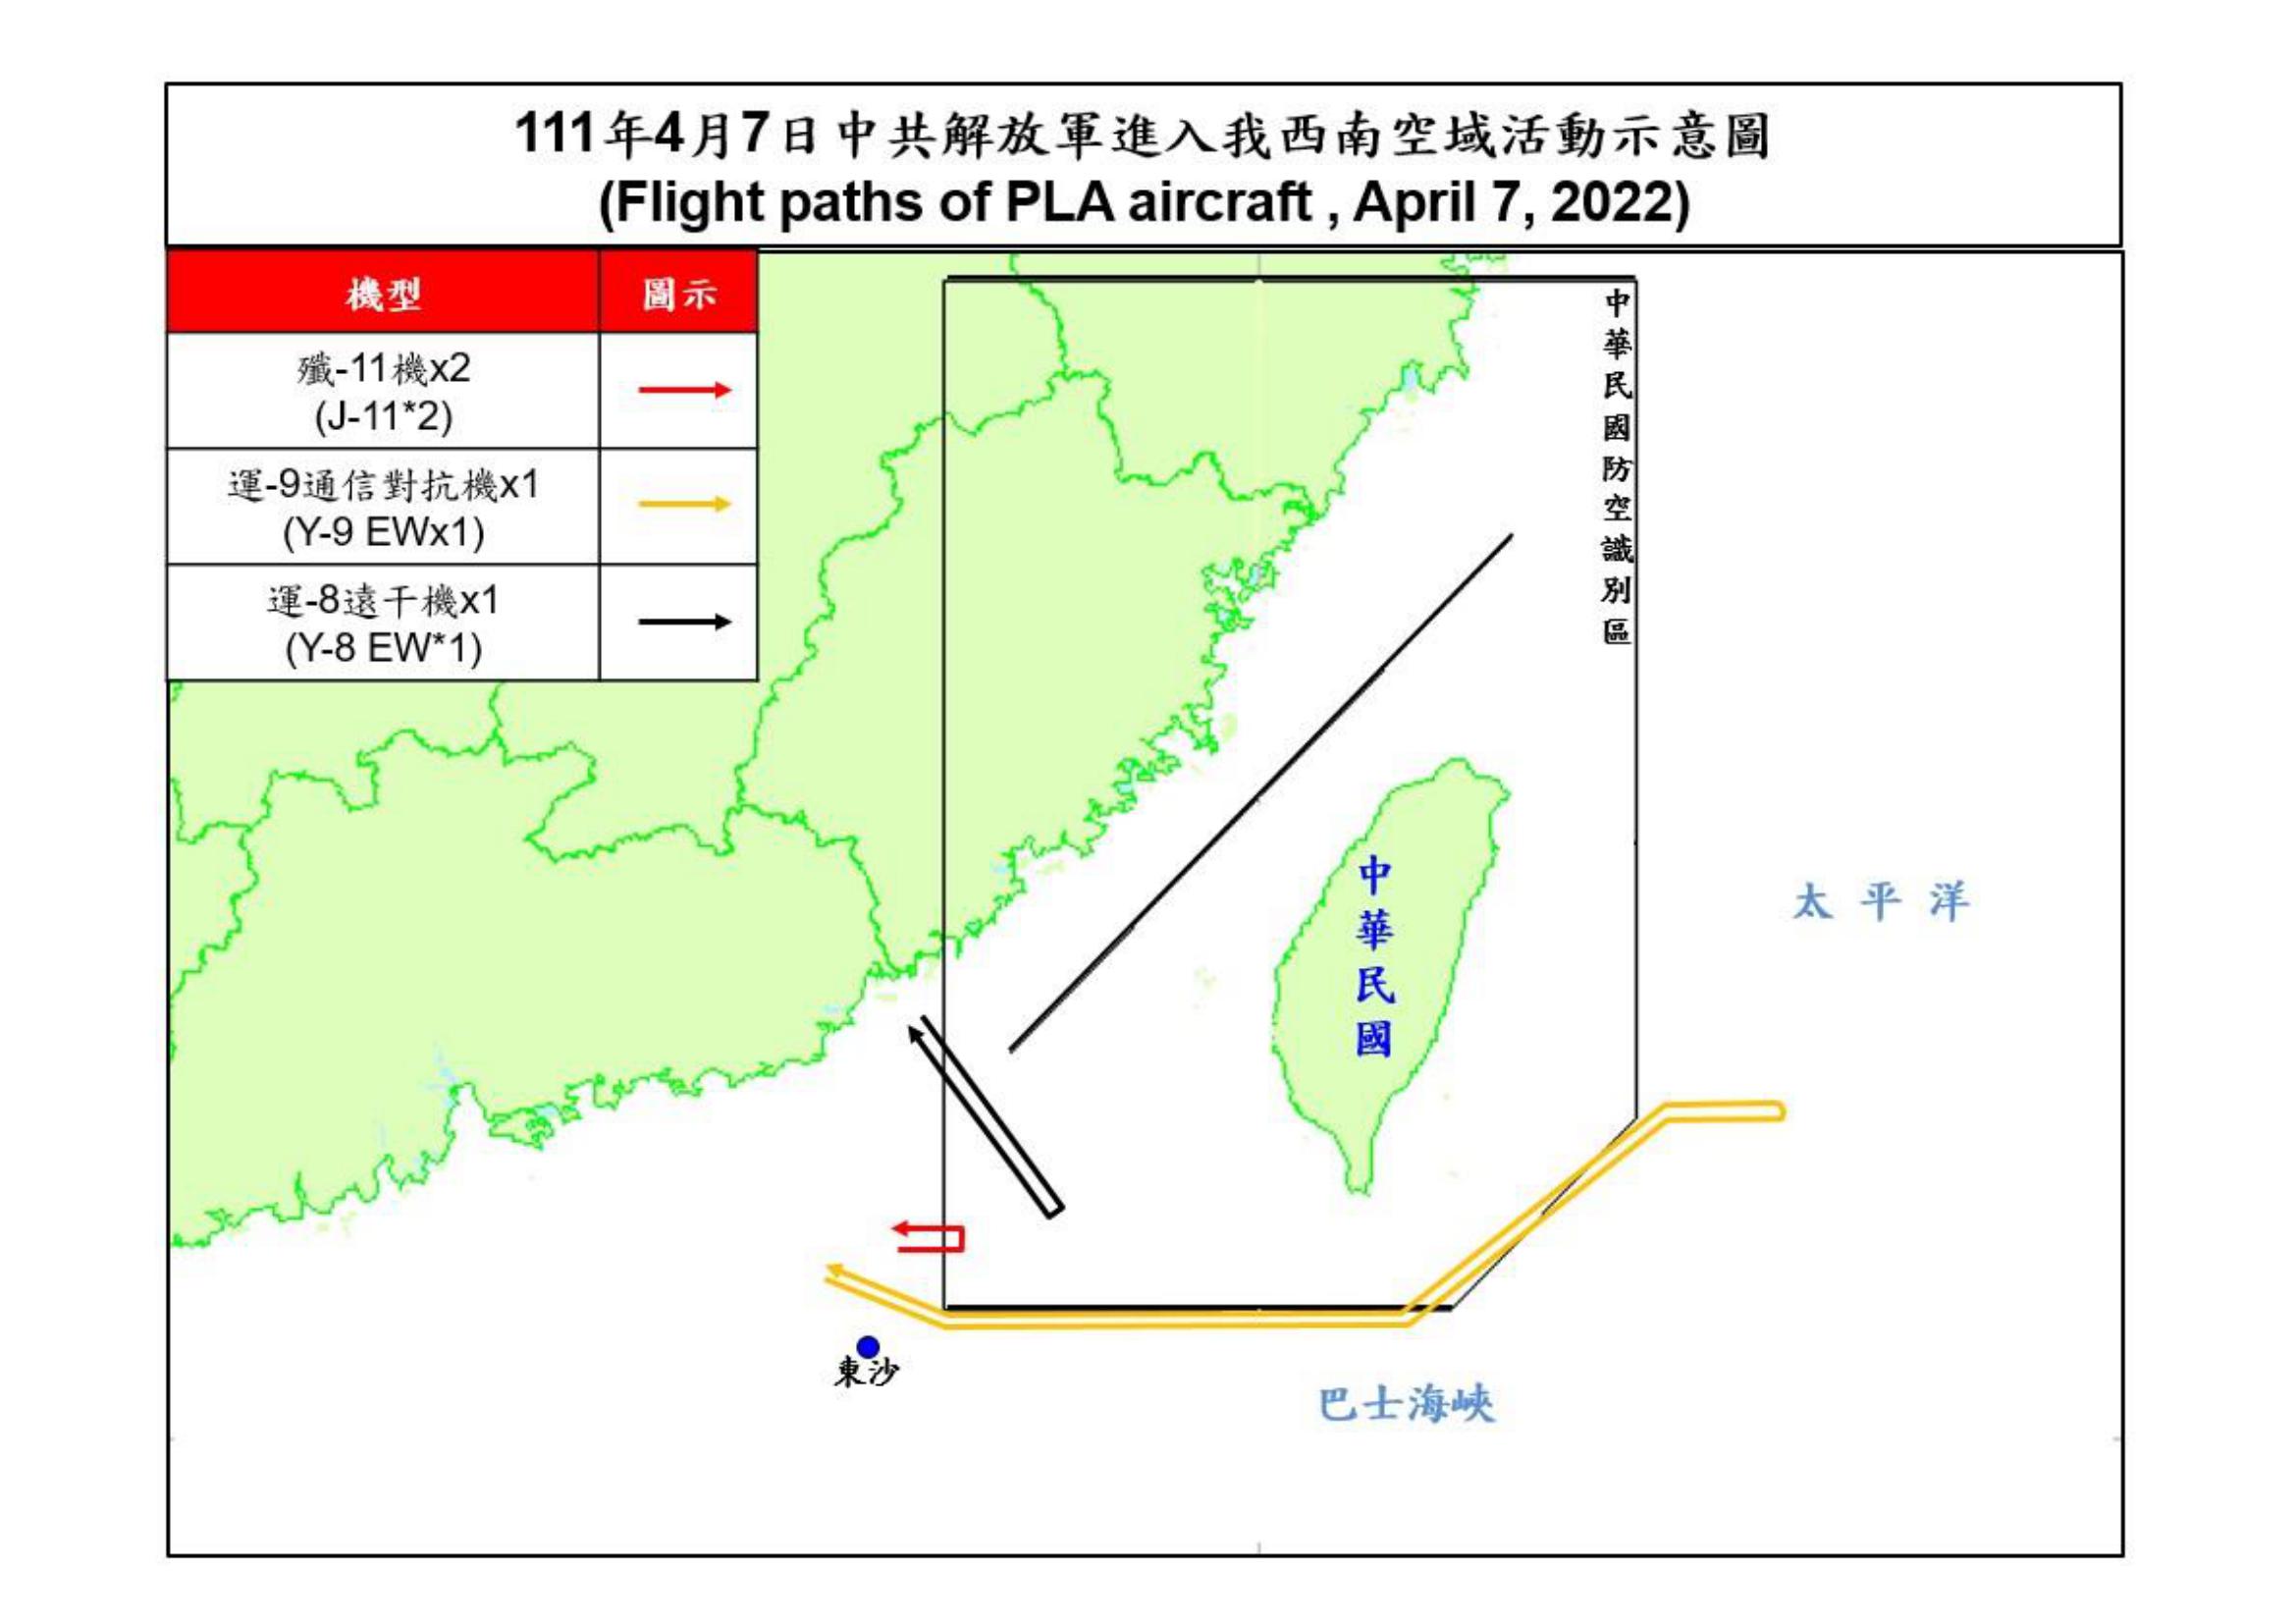 111年4月7日中共解放軍進入我西南空域活動示意圖
(Flight paths of PLA aircraft , April 7, 2022)
機型
圖示
殲-11機x2
(J-11*2)
運-9通信對抗機x1
(Y-9 EWx1)
運-8遠干機x1
(Y-8 EW*1)
中華民國防空識別區
中華民國
太平洋
東沙
巴士海峽